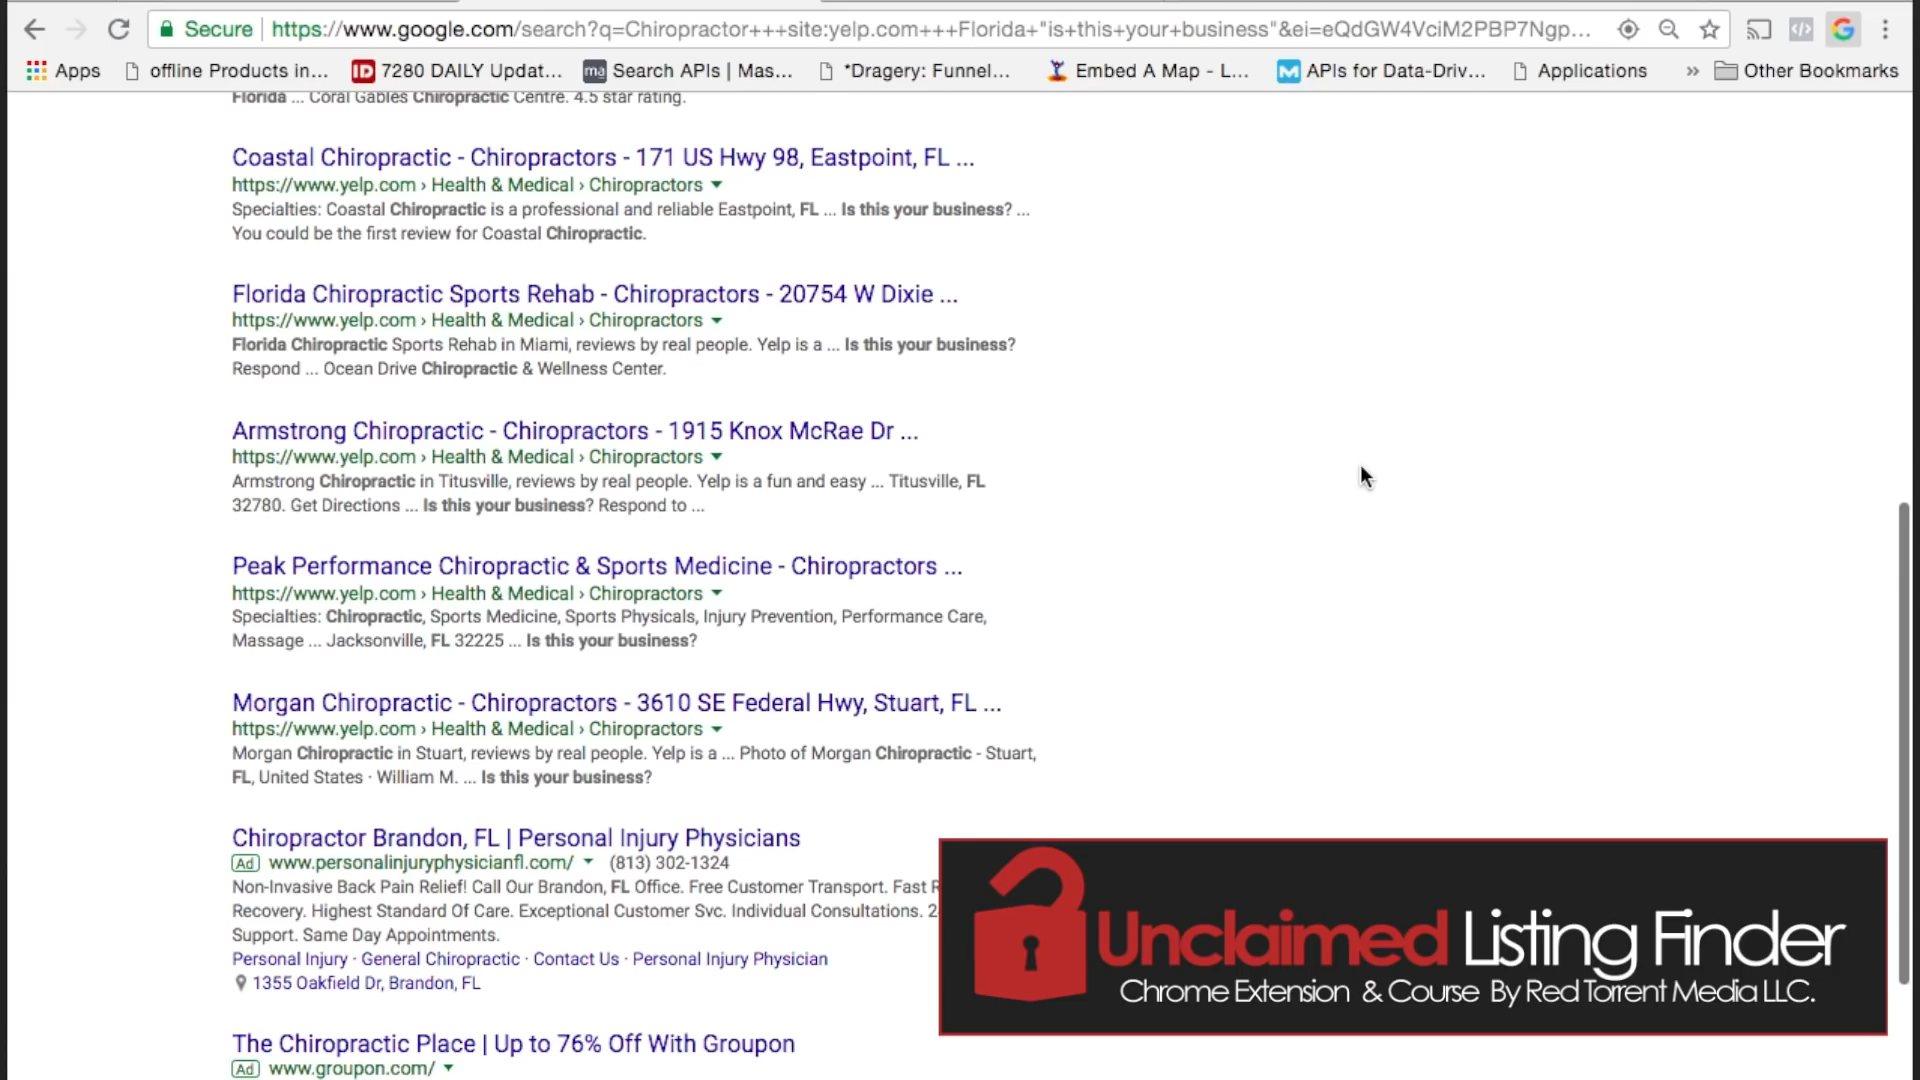 Secure https://www.google.com/search?q=Chiropractor+++site:yelp.com+++Florida+"is+this+your+business"&ei=eQdGW4VciM2PBP7Ngp...
Apps offline Products in... 7280 DAILY Updat... Search APIs | Mas... *Dragery: Funnel... Embed A Map - L... APIs for Data-Driv... Applications » Other Bookmarks
Florida ... Coral Gables Chiropractic Centre. 4.5 star rating.
Coastal Chiropractic - Chiropractors - 171 US Hwy 98, Eastpoint, FL ...
https://www.yelp.com › Health & Medical › Chiropractors
Specialties: Coastal Chiropractic is a professional and reliable Eastpoint, FL ... Is this your business? ...
You could be the first review for Coastal Chiropractic.
Florida Chiropractic Sports Rehab - Chiropractors - 20754 W Dixie ...
https://www.yelp.com › Health & Medical › Chiropractors
Florida Chiropractic Sports Rehab in Miami, reviews by real people. Yelp is a ... Is this your business?
Respond ... Ocean Drive Chiropractic & Wellness Center.
Armstrong Chiropractic - Chiropractors - 1915 Knox McRae Dr ...
https://www.yelp.com › Health & Medical › Chiropractors
Armstrong Chiropractic in Titusville, reviews by real people. Yelp is a fun and easy ... Titusville, FL
32780. Get Directions ... Is this your business? Respond to ...
Peak Performance Chiropractic & Sports Medicine - Chiropractors ...
https://www.yelp.com › Health & Medical › Chiropractors
Specialties: Chiropractic, Sports Medicine, Sports Physicals, Injury Prevention, Performance Care,
Massage ... Jacksonville, FL 32225 ... Is this your business?
Morgan Chiropractic - Chiropractors - 3610 SE Federal Hwy, Stuart, FL ...
https://www.yelp.com › Health & Medical › Chiropractors
Morgan Chiropractic in Stuart, reviews by real people. Yelp is a ... Photo of Morgan Chiropractic - Stuart,
FL, United States · William M. ... Is this your business?
Chiropractor Brandon, FL | Personal Injury Physicians
Ad www.personalinjuryphysicianfl.com/ (813) 302-1324
Non-Invasive Back Pain Relief! Call Our Brandon, FL Office. Free Customer Transport. Fast
Recovery. Highest Standard Of Care. Exceptional Customer Svc. Individual Consultations.
Support. Same Day Appointments.
Personal Injury · General Chiropractic · Contact Us · Personal Injury Physician
1355 Oakfield Dr, Brandon, FL
The Chiropractic Place | Up to 76% Off With Groupon
Ad www.groupon.com/
Unclaimed Listing Finder
Chrome Extension & Course By Red Torrent Media LLC.